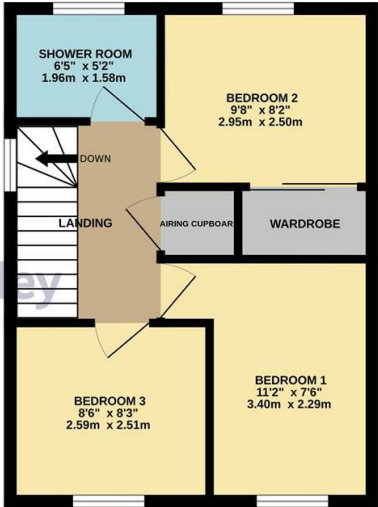 SHOWER ROOM
6'5" x 5'2"
1.96m x 1.58m
BEDROOM 2
9'8" x 8'2"
2.95m x 2.50m
DOWN
LANDING
AIRING CUPBOARD
WARDROBE
BEDROOM 1
11'2" x 7'6"
3.40m x 2.29m
BEDROOM 3
8'6" x 8'3"
2.59m x 2.51m